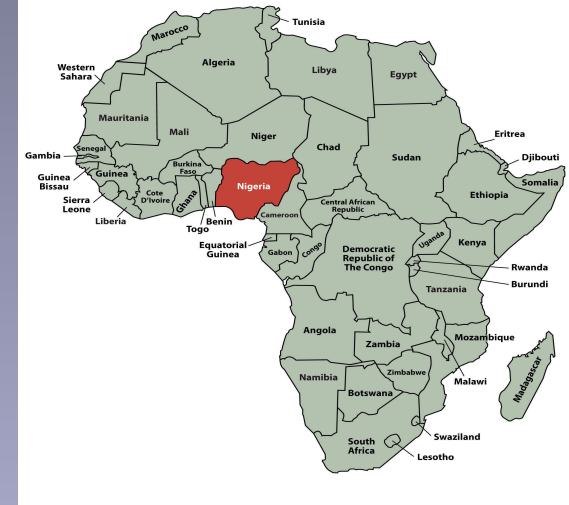 Tunisia
Marocco
Algeria
Libya
Egypt
Western
Sahara
Mauritania
Mali
Niger
Chad
Sudan
Eritrea
Djibouti
Somalia
Ethiopia
Senegal
Gambia
Guinea
Bissau
Guinea
Sierra
Leone
Liberia
Cote
D'Ivoire
Burkina
Faso
Ghana
Togo
Benin
Nigeria
Cameroon
Central African
Republic
Equatorial
Guinea
Gabon
Congo
Democratic
Republic of
The Congo
Uganda
Kenya
Rwanda
Burundi
Tanzania
Angola
Zambia
Mozambique
Malawi
Zimbabwe
Namibia
Botswana
Madagascar
Swaziland
South
Africa
Lesotho